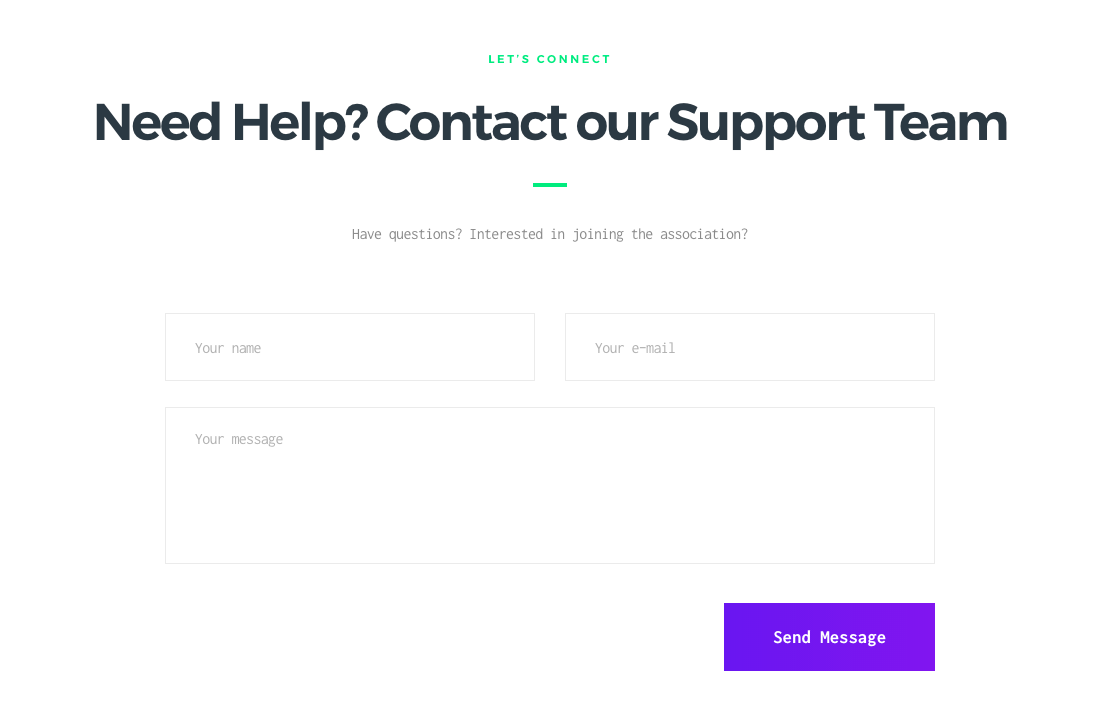 LET'S CONNECT
Need Help? Contact our Support Team
Have questions? Interested in joining the association?
Your name
Your e-mail
Your message
Send Message